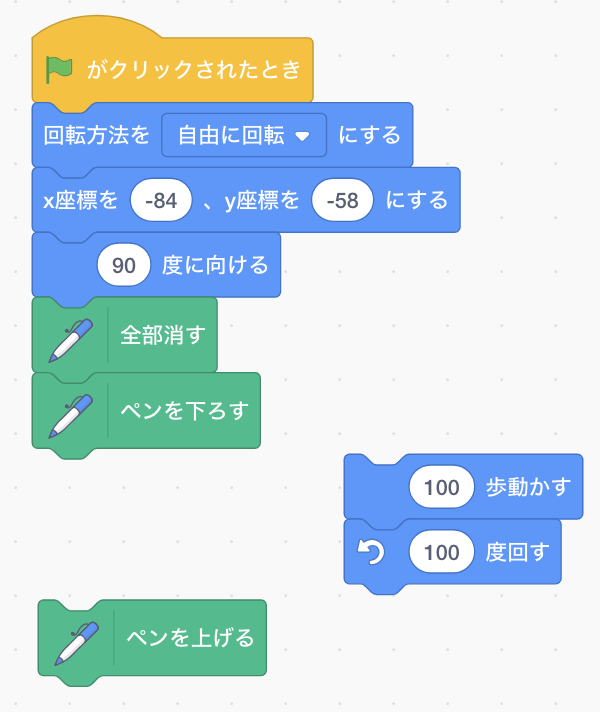 がクリックされたとき
回転方法を 自由に回転 にする
x座標を -84 、y座標を -58 にする
90 度に向ける
全部消す
ペンを下ろす
100 歩動かす
100 度回す
ペンを上げる